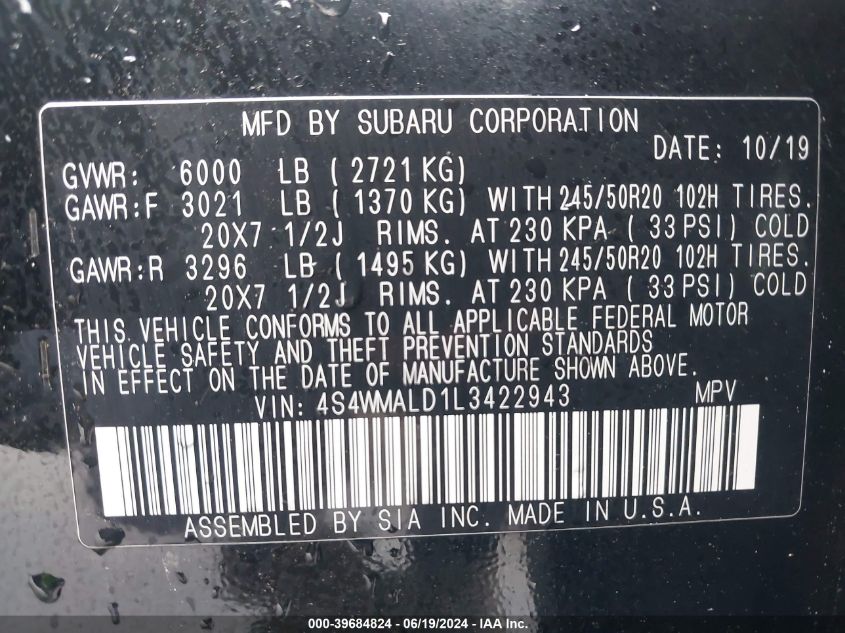 MFD BY SUBARU CORPORATION
DATE: 10/19
GVWR: 6000 LB ( 2721 KG)
GAWR:F 3021 LB ( 1370 KG) WITH 245/50R20 102H TIRES.
20X7 1/2J RIMS. AT 230 KPA ( 33 PSI) COLD
GAWR:R 3296 LB ( 1495 KG) WITH 245/50R20 102H TIRES.
20X7 1/2J RIMS. AT 230 KPA ( 33 PSI) COLD
THIS VEHICLE CONFORMS TO ALL APPLICABLE FEDERAL MOTOR
VEHICLE SAFETY AND THEFT PREVENTION STANDARDS
IN EFFECT ON THE DATE OF MANUFACTURE SHOWN ABOVE.
VIN: 4S4WMALD1L3422943 MPV
ASSEMBLED BY SIA INC. MADE IN U.S.A.
000-39684824 - 06/19/2024 - IAA Inc.